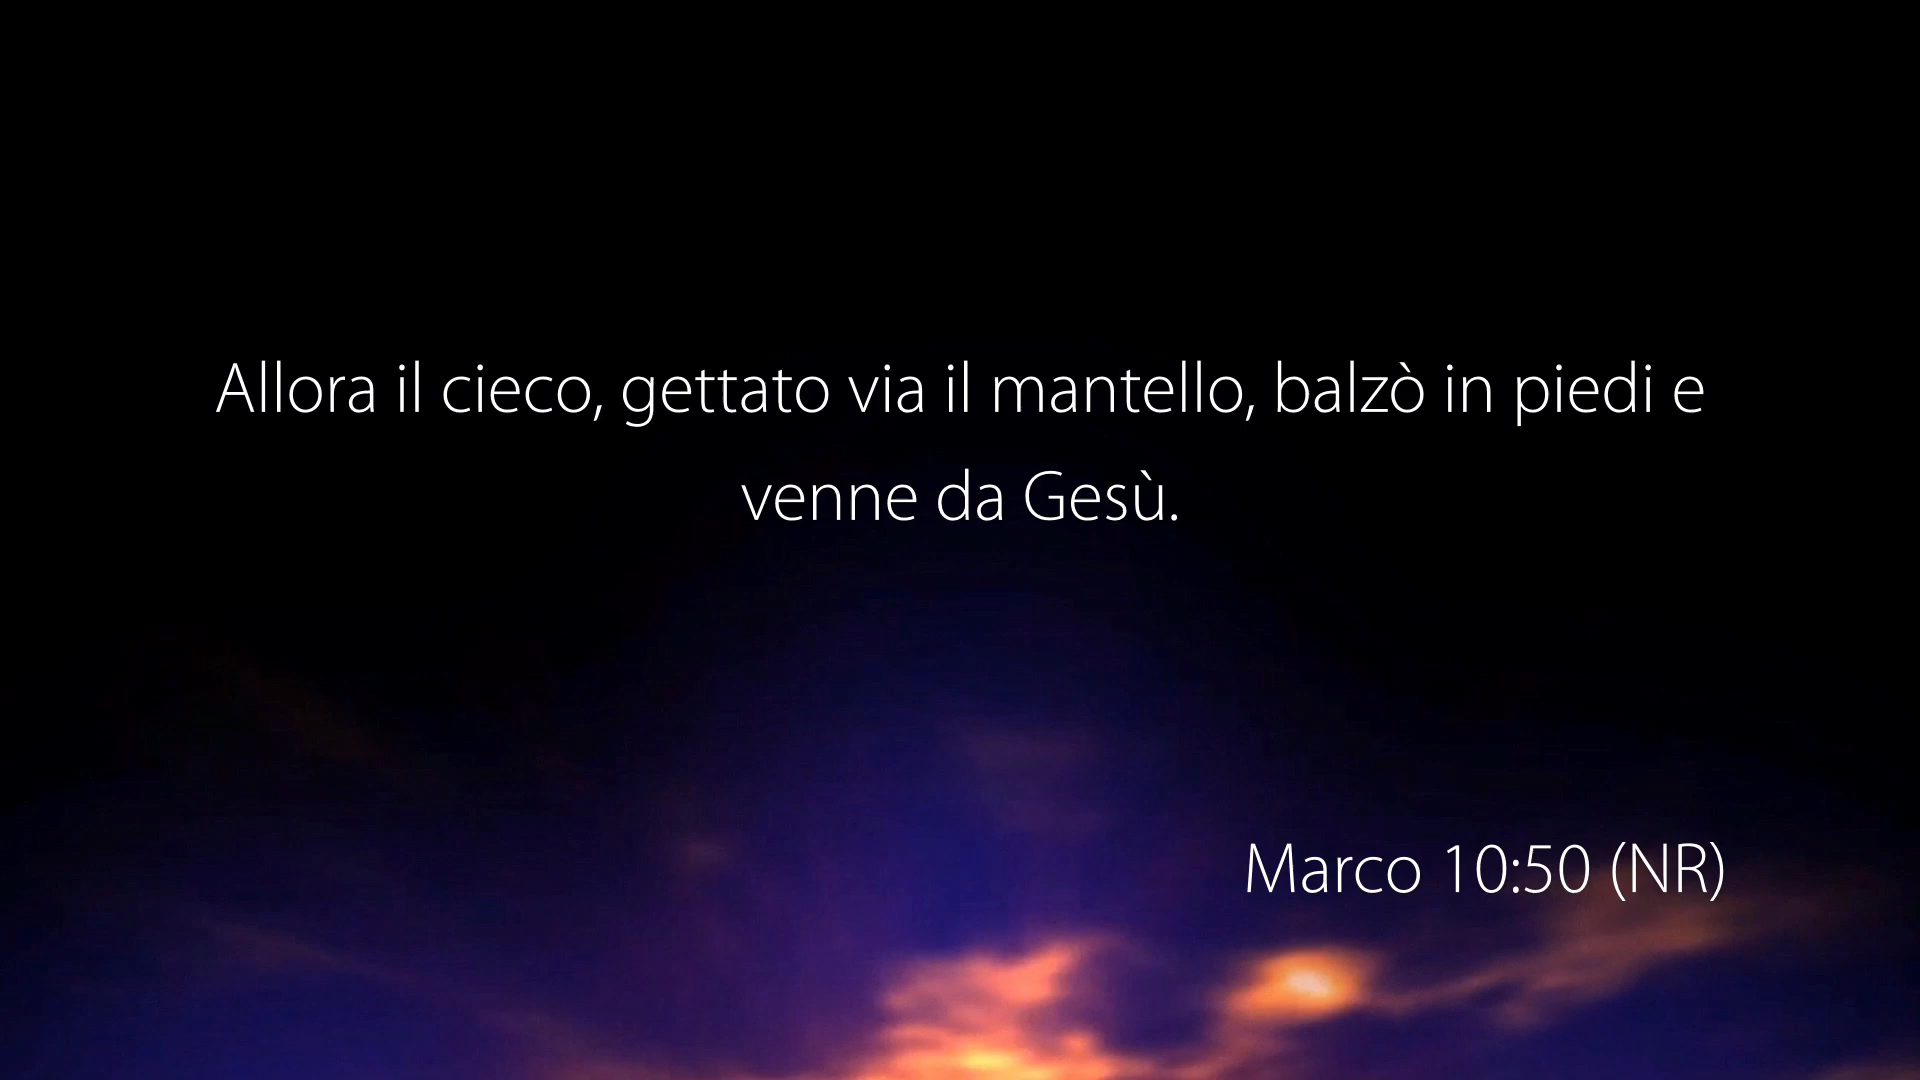 Allora il cieco, gettato via il mantello, balzò in piedi e
venne da Gesù.
Marco 10:50 (NR)